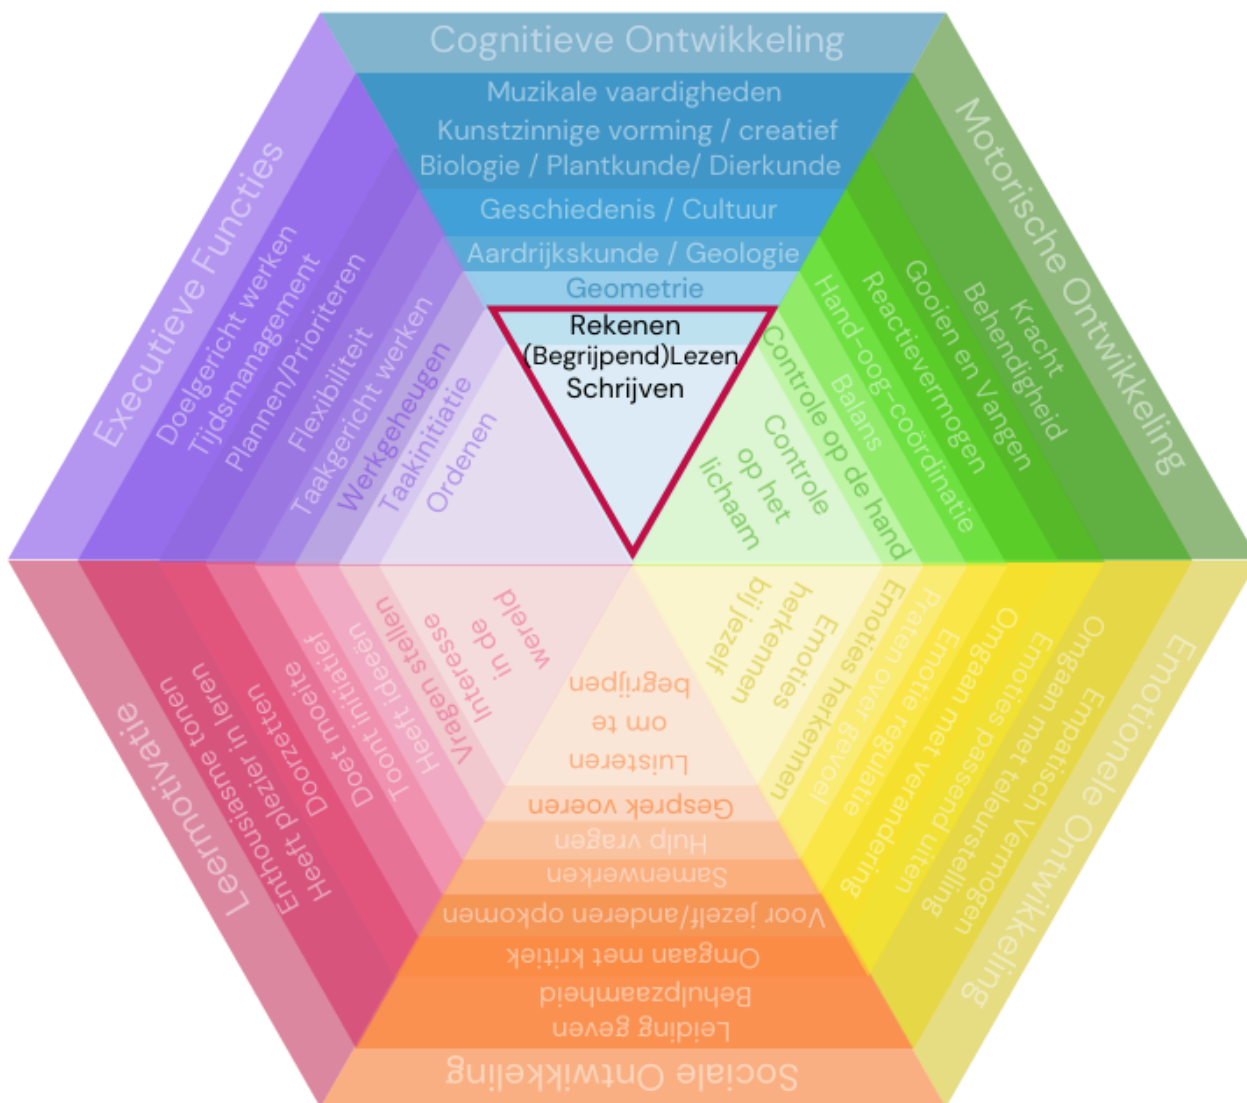 Cognitieve Ontwikkeling
Muzikale vaardigheden
Kunstzinnige vorming / creatief
Biologie / Plantkunde/ Dierkunde
Geschiedenis / Cultuur
Aardrijkskunde / Geologie
Geometrie
Rekenen
(Begrijpend)Lezen
Schrijven
Motorische Ontwikkeling
Kracht
Behendigheid
Gooien en Vangen
Reactievermogen
Hand-oog-coördinatie
Balans
Controle op de hand
Controle
op het
lichaam
Emotionele Ontwikkeling
Empatisch Vermogen
Omgaan met teleurstelling
Emoties passend uiten
Omgaan met verandering
Emotie regulatie
Praten over gevoel
Emoties herkennen
Emoties
herkennen
bij jezelf
Sociale Ontwikkeling
Leiding geven
Behulpzaamheid
Omgaan met kritiek
Voor jezelf/anderen opkomen
Samenwerken
Hulp vragen
Gesprek voeren
Luisteren
om te
begrijpen
Leermotivatie
Enthousiasme tonen
Heeft plezier in leren
Doorzetten
Doet moeite
Toont initiatief
Heeft ideeën
Vragen stellen
Interesse
in de
wereld
Executieve Functies
Doelgericht werken
Tijdsmanagement
Plannen/Prioriteren
Flexibiliteit
Taakgericht werken
Werkgeheugen
Taakinitiatie
Ordenen